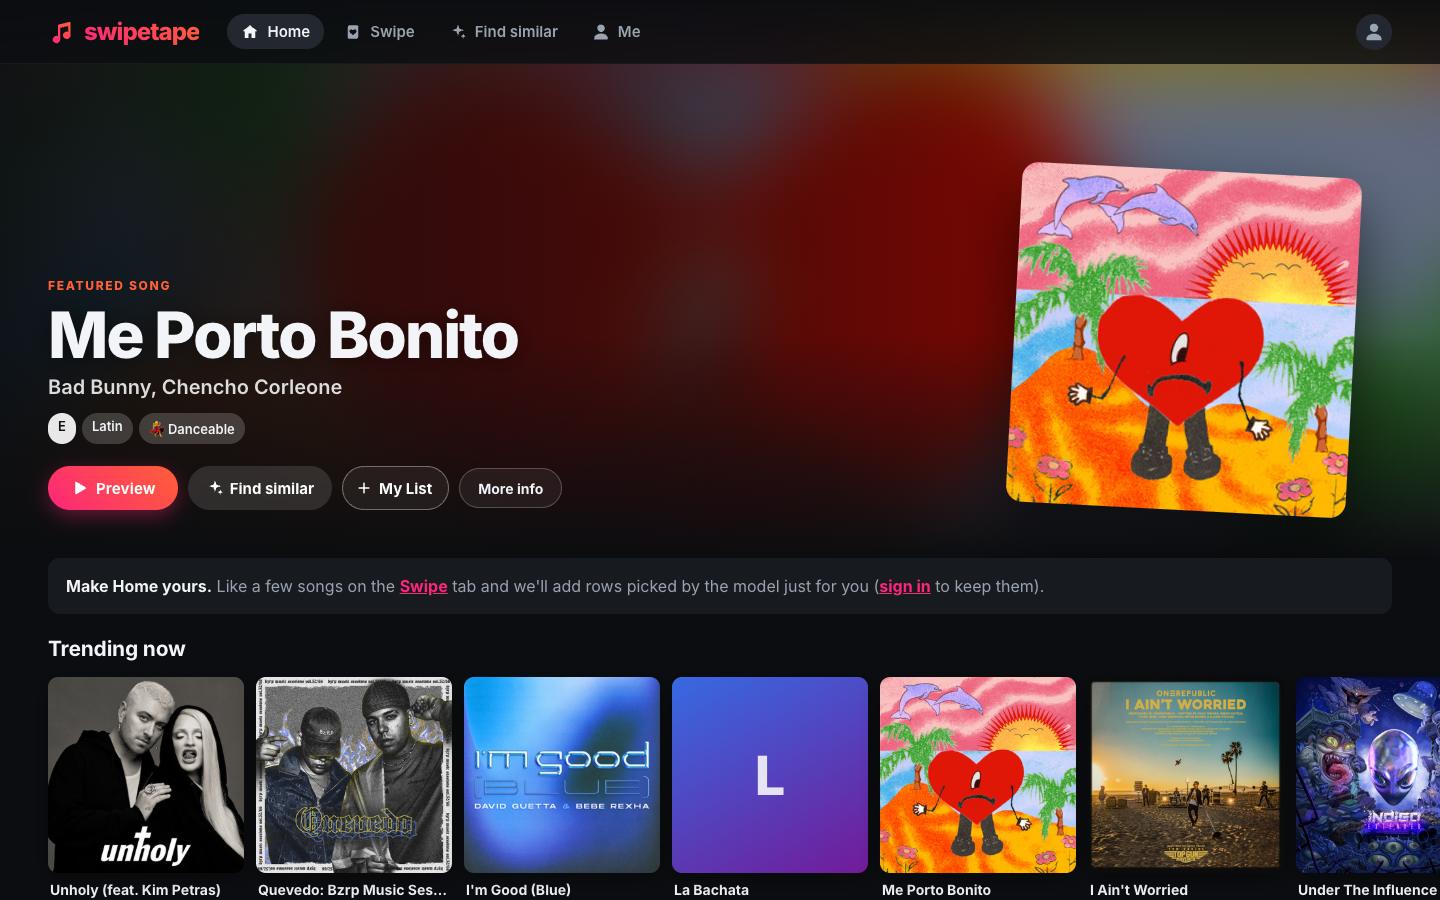 swipetape
Home
Swipe
Find similar
Me
FEATURED SONG
Me Porto Bonito
Bad Bunny, Chencho Corleone
E
Latin
💃 Danceable
Preview
Find similar
+ My List
More info
Make Home yours. Like a few songs on the Swipe tab and we'll add rows picked by the model just for you (sign in to keep them).
Trending now
unholy
Quevedo
i'm good
(BLUE)
DAVID GUETTA & BEBE REXHA
L
ONEREPUBLIC
I AIN'T WORRIED
TOP GUN
INDIGO
Unholy (feat. Kim Petras)
Quevedo: Bzrp Music Ses...
I'm Good (Blue)
La Bachata
Me Porto Bonito
I Ain't Worried
Under The Influence